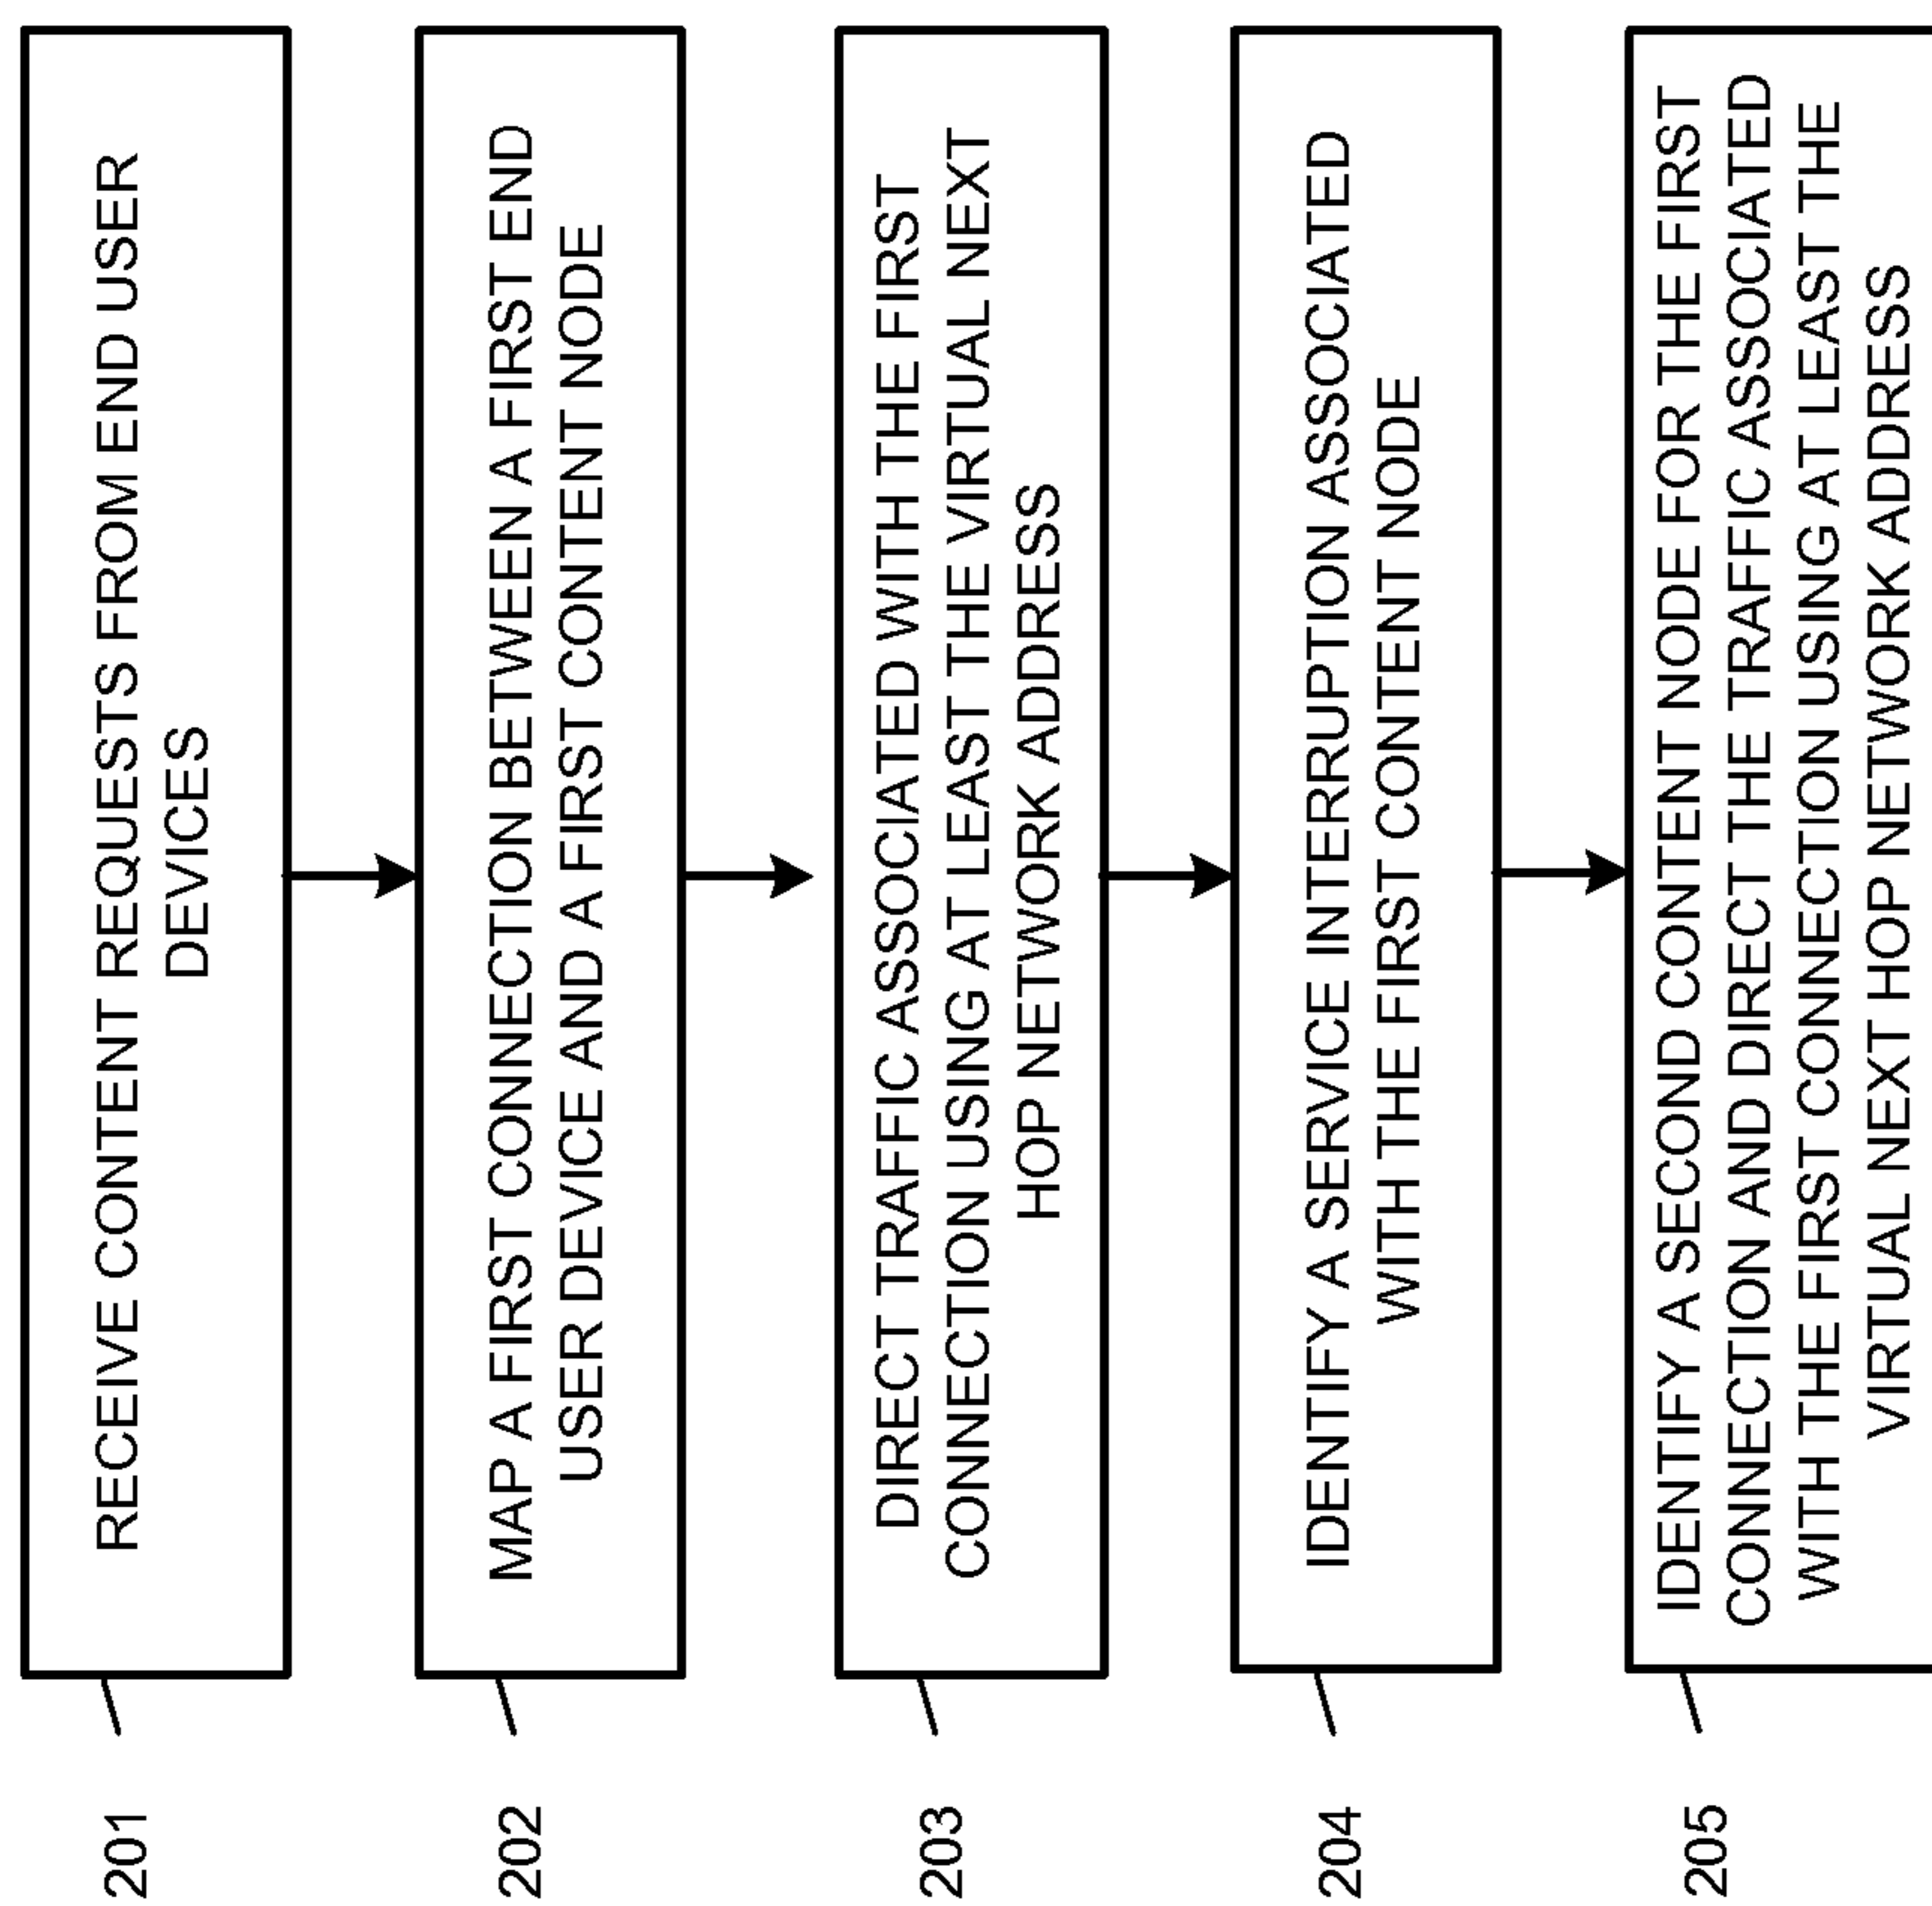 201
RECEIVE CONTENT REQUESTS FROM END USER
DEVICES
202
MAP A FIRST CONNECTION BETWEEN A FIRST END
USER DEVICE AND A FIRST CONTENT NODE
203
DIRECT TRAFFIC ASSOCIATED WITH THE FIRST
CONNECTION USING AT LEAST THE VIRTUAL NEXT
HOP NETWORK ADDRESS
204
IDENTIFY A SERVICE INTERRUPTION ASSOCIATED
WITH THE FIRST CONTENT NODE
205
IDENTIFY A SECOND CONTENT NODE FOR THE FIRST
CONNECTION AND DIRECT THE TRAFFIC ASSOCIATED
WITH THE FIRST CONNECTION USING AT LEAST THE
VIRTUAL NEXT HOP NETWORK ADDRESS